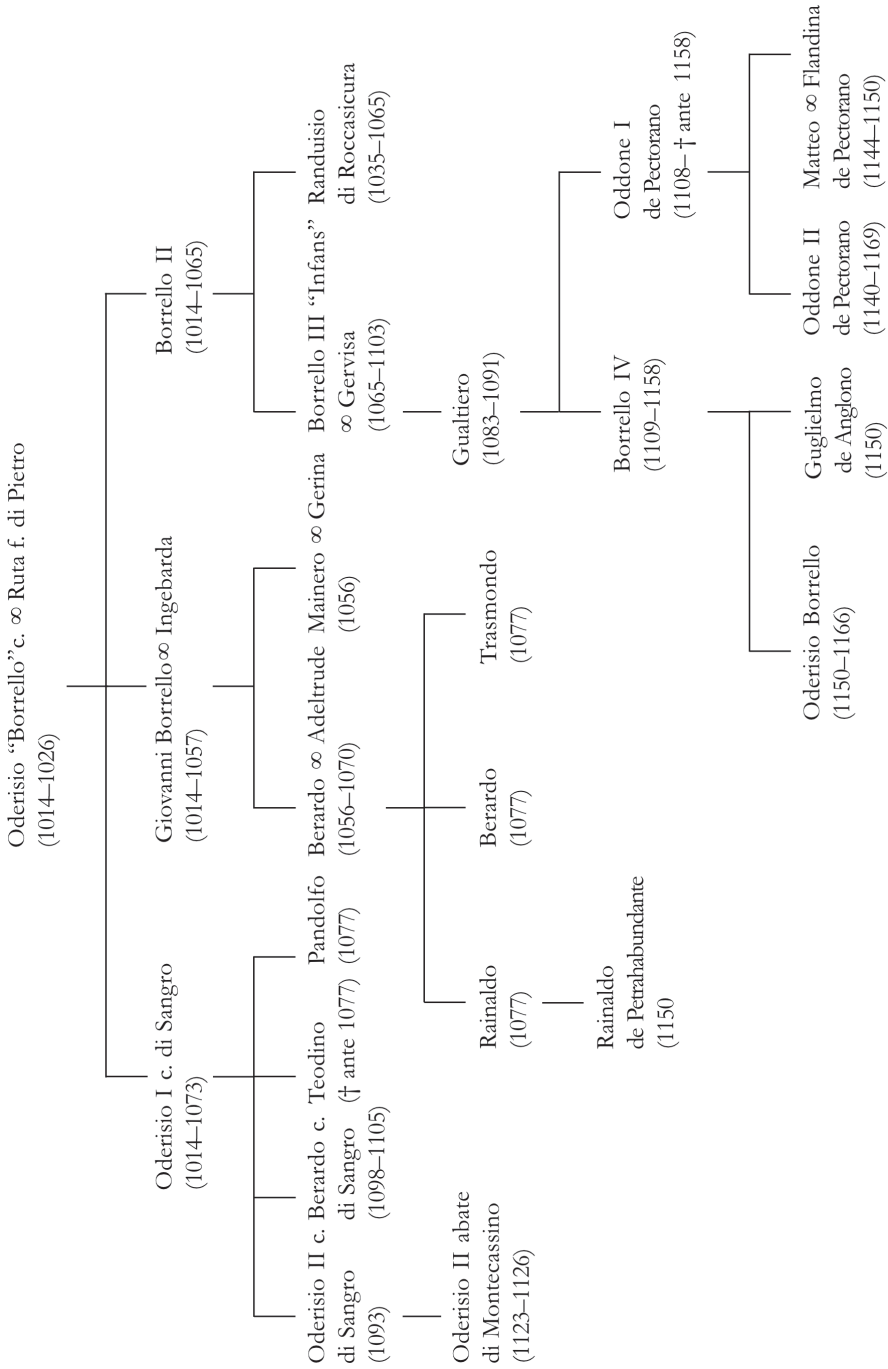 Oderisio “Borrello” c. ∞ Ruta f. di Pietro
(1014–1026)
Oderisio I c. di Sangro
(1014–1073)
Giovanni Borrello ∞ Ingebarda
(1014–1057)
Borrello II
(1014–1065)
Oderisio II c.
di Sangro
(1093)
Berardo c.
di Sangro
(1098–1105)
Teodino
(† ante 1077)
Pandolfo
(1077)
Berardo ∞ Adeltrude
(1056–1070)
Mainero ∞ Gerina
(1056)
Borrello III “Infans”
∞ Gervisa
(1065–1103)
Randuisio
di Roccasicura
(1035–1065)
Oderisio II abate
di Montecassino
(1123–1126)
Rainaldo
(1077)
Berardo
(1077)
Trasmondo
(1077)
Gualtiero
(1083–1091)
Rainaldo
de Petrahabundante
(1150
Borrello IV
(1109–1158)
Oddone I
de Pectorano
(1108–† ante 1158)
Oderisio Borrello
(1150–1166)
Guglielmo
de Anglono
(1150)
Oddone II
de Pectorano
(1140–1169)
Matteo ∞ Flandina
de Pectorano
(1144–1150)